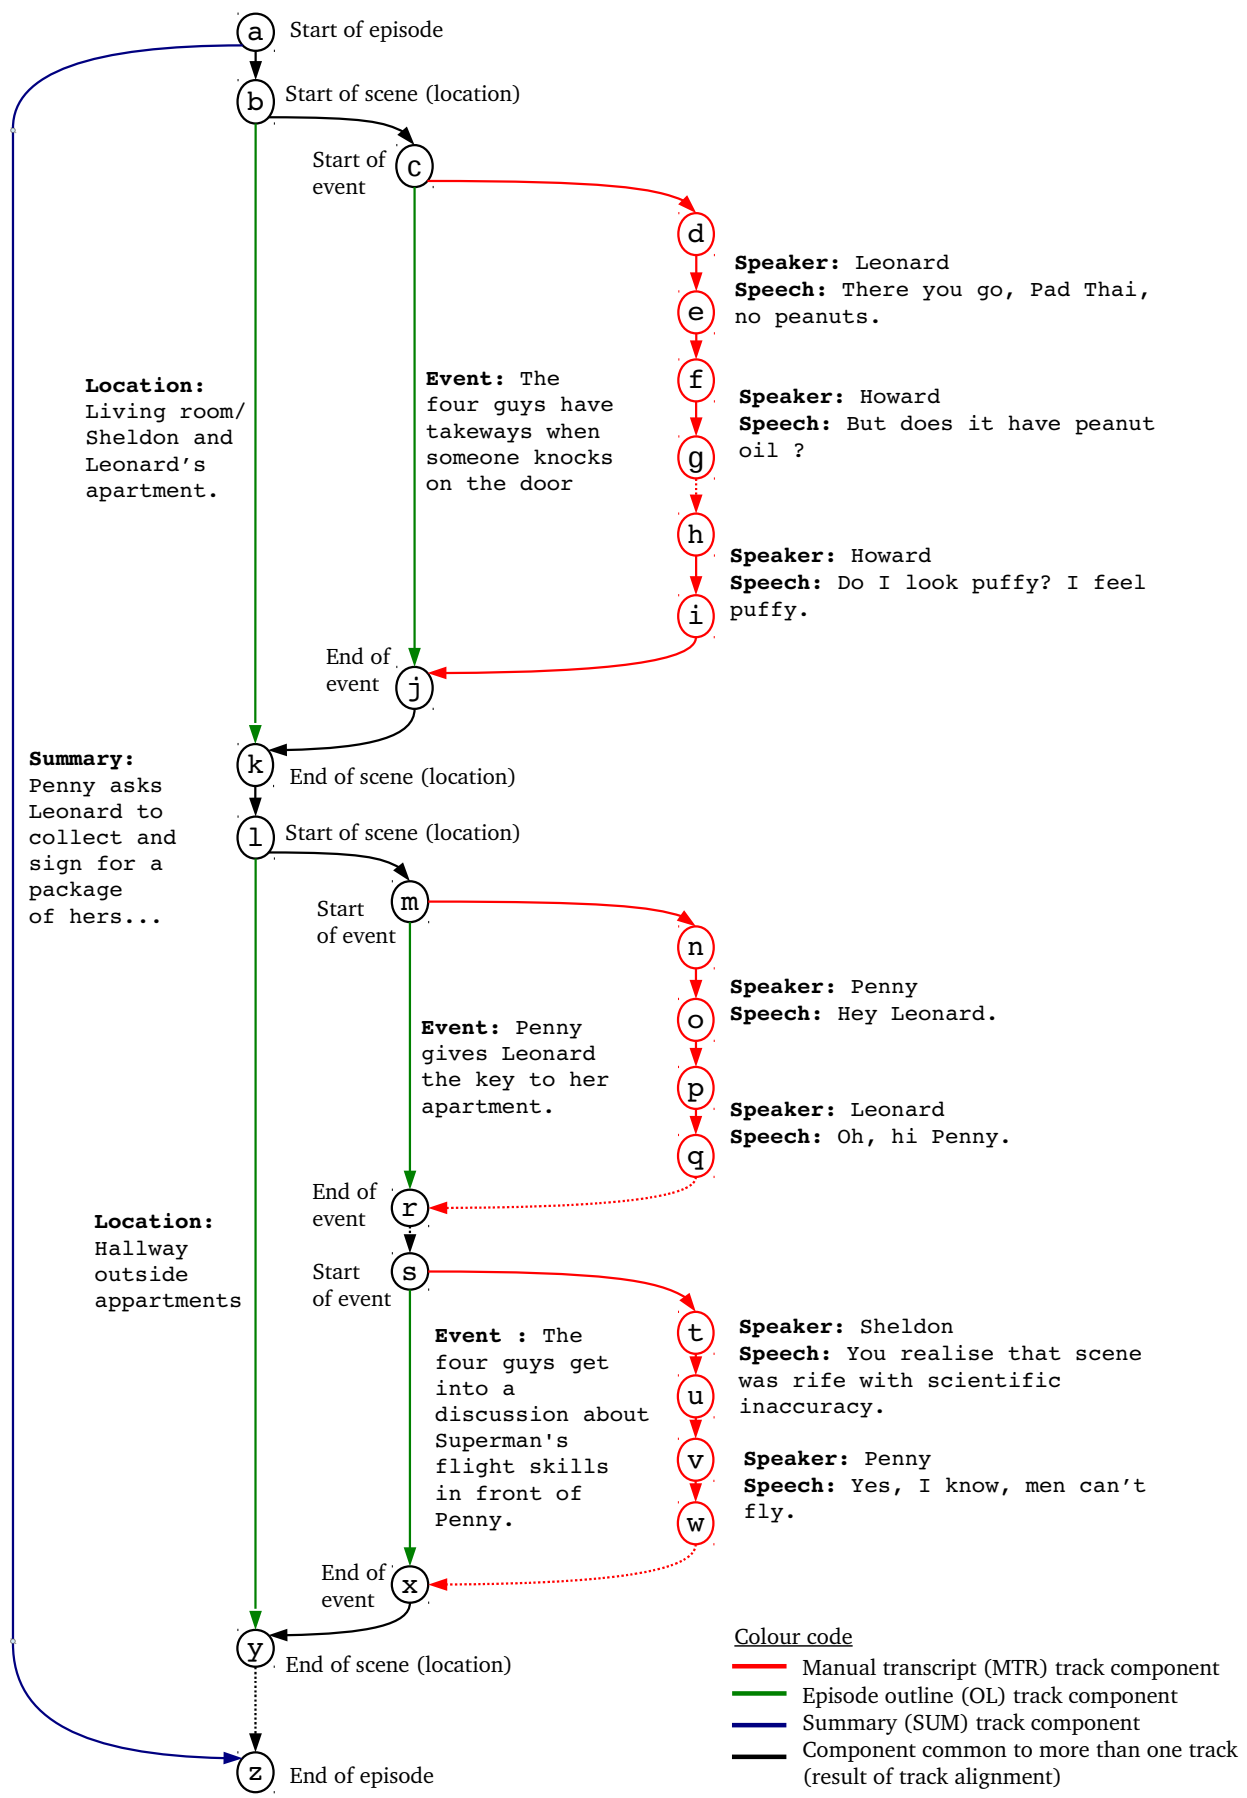 a
Start of episode
b
Start of scene (location)
Start of
event
c
d
Speaker: Leonard
Speech: There you go, Pad Thai,
no peanuts.
e
f
Speaker: Howard
Speech: But does it have peanut
oil ?
g
Location:
Living room/
Sheldon and
Leonard's
apartment.
Event: The
four guys have
takeways when
someone knocks
on the door
h
Speaker: Howard
Speech: Do I look puffy? I feel
puffy.
i
End of
event
j
k
End of scene (location)
Summary:
Penny asks
Leonard to
collect and
sign for a
package
of hers...
l
Start of scene (location)
Start
of event
m
n
Speaker: Penny
Speech: Hey Leonard.
o
Event: Penny
gives Leonard
the key to her
apartment.
p
Speaker: Leonard
Speech: Oh, hi Penny.
q
End of
event
r
Location:
Hallway
outside
appartments
Start
of event
s
t
Speaker: Sheldon
Speech: You realise that scene
was rife with scientific
inaccuracy.
u
Event : The
four guys get
into a
discussion about
Superman's
flight skills
in front of
Penny.
v
Speaker: Penny
Speech: Yes, I know, men can't
fly.
w
End of
event
x
y
End of scene (location)
z
End of episode
Colour code
Manual transcript (MTR) track component
Episode outline (OL) track component
Summary (SUM) track component
Component common to more than one track
(result of track alignment)